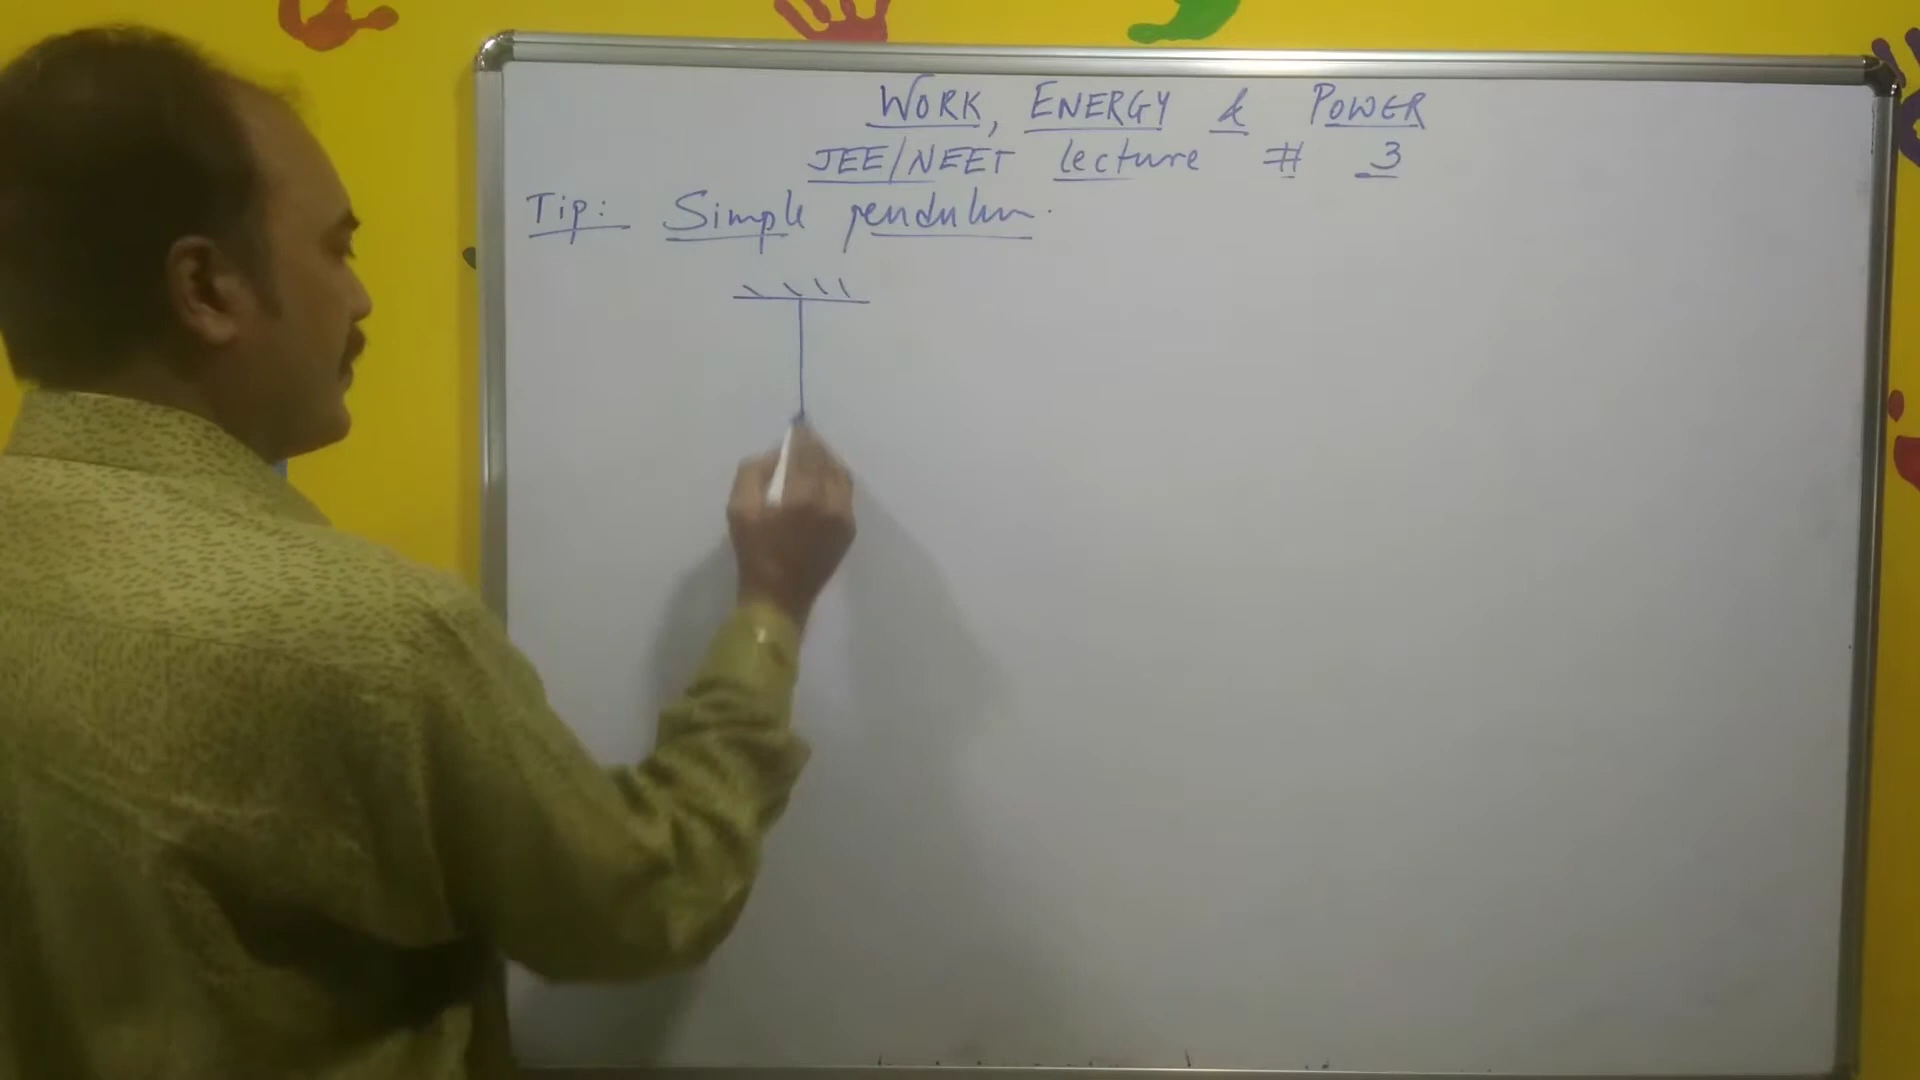 WORK, ENERGY & POWER
JEE/NEET lecture # 3
Tip: Simple pendulum.